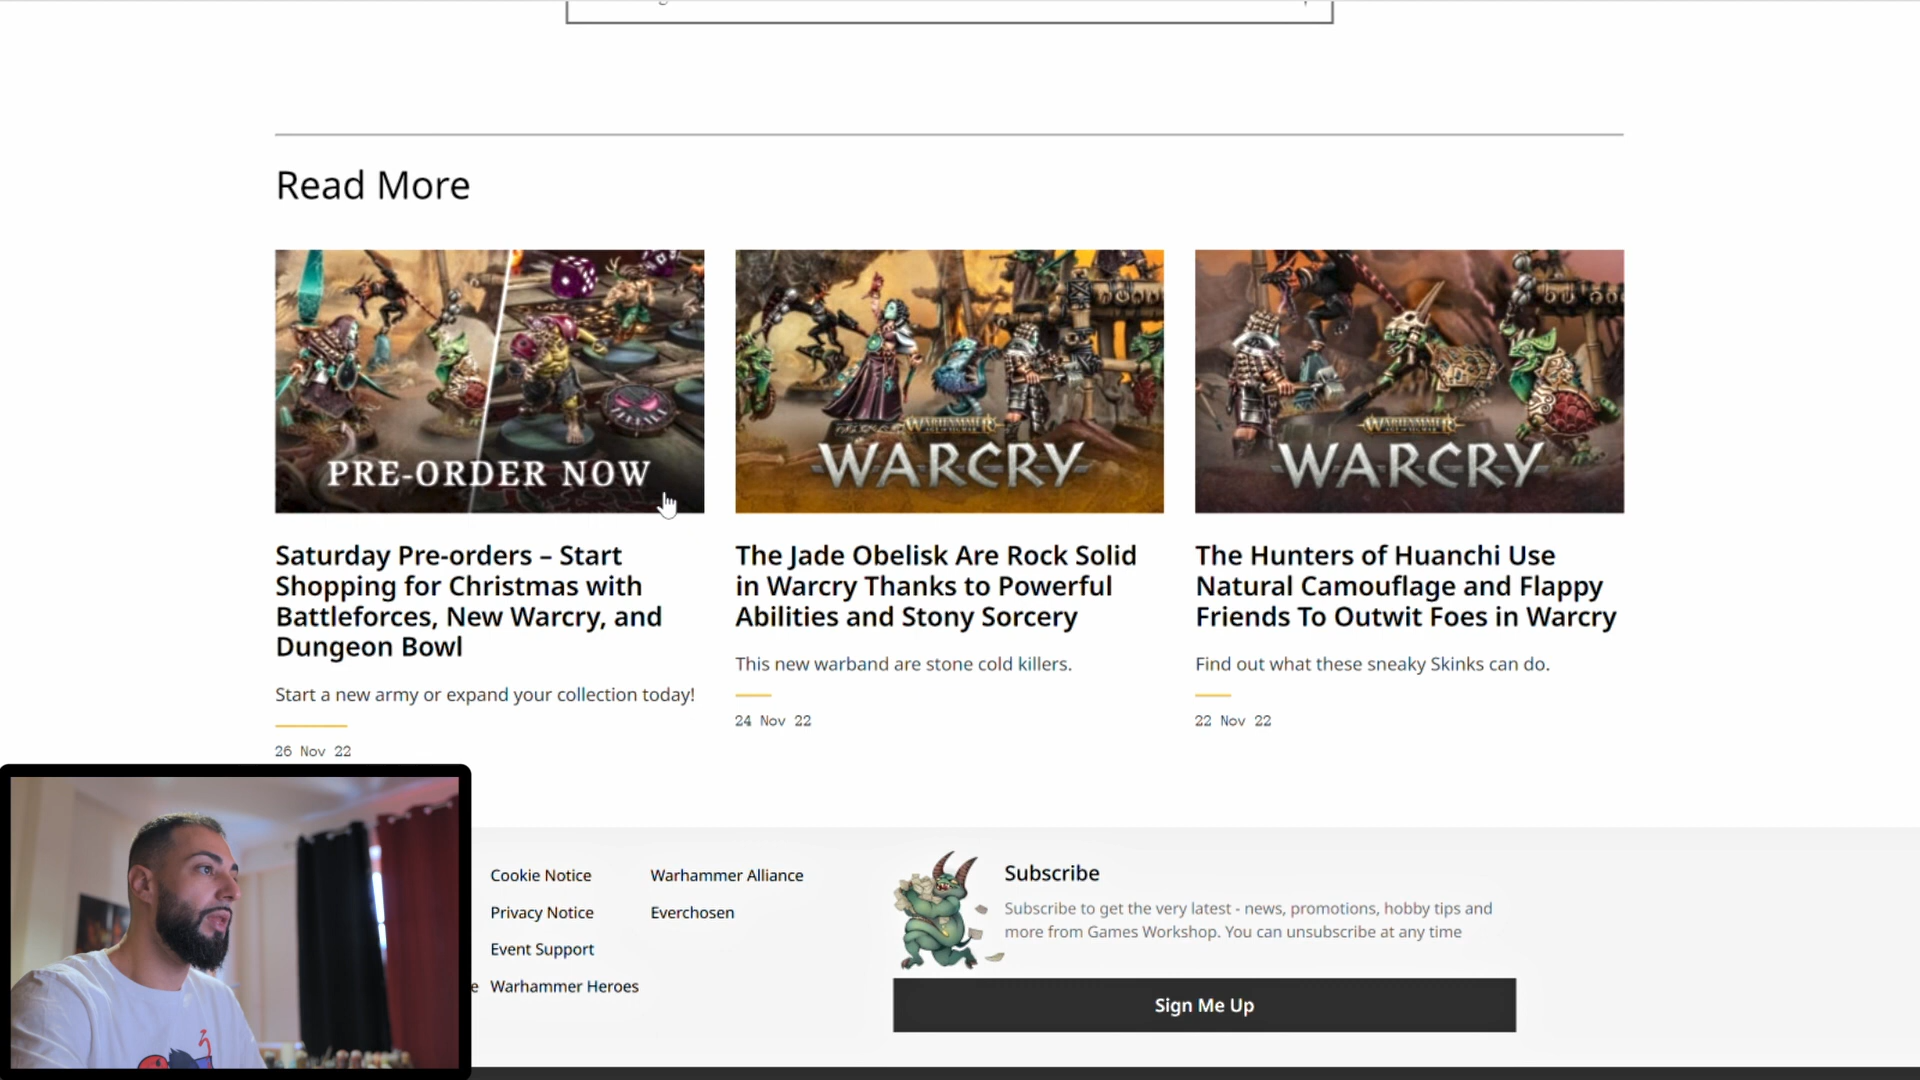 Read More
PRE-ORDER NOW
WARHAMMER
AGE OF SIGMAR
WARCRY
WARHAMMER
AGE OF SIGMAR
WARCRY
Saturday Pre-orders – Start
Shopping for Christmas with
Battleforces, New Warcry, and
Dungeon Bowl
Start a new army or expand your collection today!
26 Nov 22
The Jade Obelisk Are Rock Solid
in Warcry Thanks to Powerful
Abilities and Stony Sorcery
This new warband are stone cold killers.
24 Nov 22
The Hunters of Huanchi Use
Natural Camouflage and Flappy
Friends To Outwit Foes in Warcry
Find out what these sneaky Skinks can do.
22 Nov 22
Cookie Notice
Privacy Notice
Event Support
e Warhammer Heroes
Warhammer Alliance
Everchosen
Subscribe
Subscribe to get the very latest - news, promotions, hobby tips and
more from Games Workshop. You can unsubscribe at any time
Sign Me Up